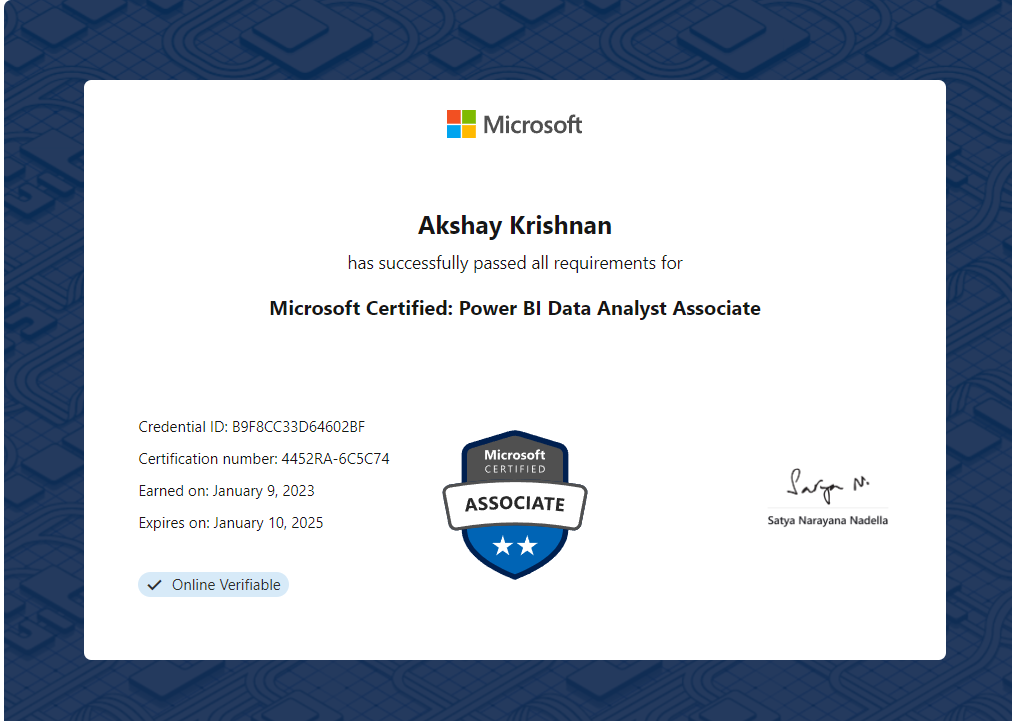 Microsoft
Akshay Krishnan
has successfully passed all requirements for
Microsoft Certified: Power BI Data Analyst Associate
Credential ID: B9F8CC33D64602BF
Certification number: 4452RA-6C5C74
Earned on: January 9, 2023
Expires on: January 10, 2025
Online Verifiable
Microsoft
CERTIFIED
ASSOCIATE
Satya N.
Satya Narayana Nadella